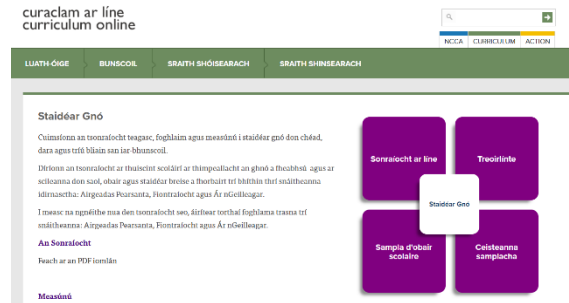 curaclam ar líne
curriculum online
NCCA CURRICULUM ACTION
LUATH-ÓIGE BUNSCOIL SRAITH SHÓISEARACH SRAITH SHINSEARACH
Staidéar Gnó
Cuimsíonn an tsonraíocht teagasc, foghlaim agus measúnú i staidéar gnó don chéad,
dara agus tríú bliain san iar-bhunscoil.
Díríonn an tsonraíocht ar thuiscint scoláirí ar thimpeallacht an ghnó a fheabhsú agus ar
scileanna don saol, obair agus staidéar breise a fhorbairt trí bhíthin thrí snáitheanna
idirnasctha: Airgeadas Pearsanta, Fiontraíocht agus Ár nGeilleagar.
I measc na ngnéithe nua den tsonraíocht seo, áirítear torthaí foghlama trasna trí
snáitheanna: Airgeadas Pearsanta, Fiontraíocht agus Ár nGeilleagar.
An Sonraíocht
Feach ar an PDF iomlán
Measúnú
Sonraíocht ar líne
Treoirlínte
Staidéar Gnó
Sampla d'obair
scoláire
Ceisteanna
samplacha